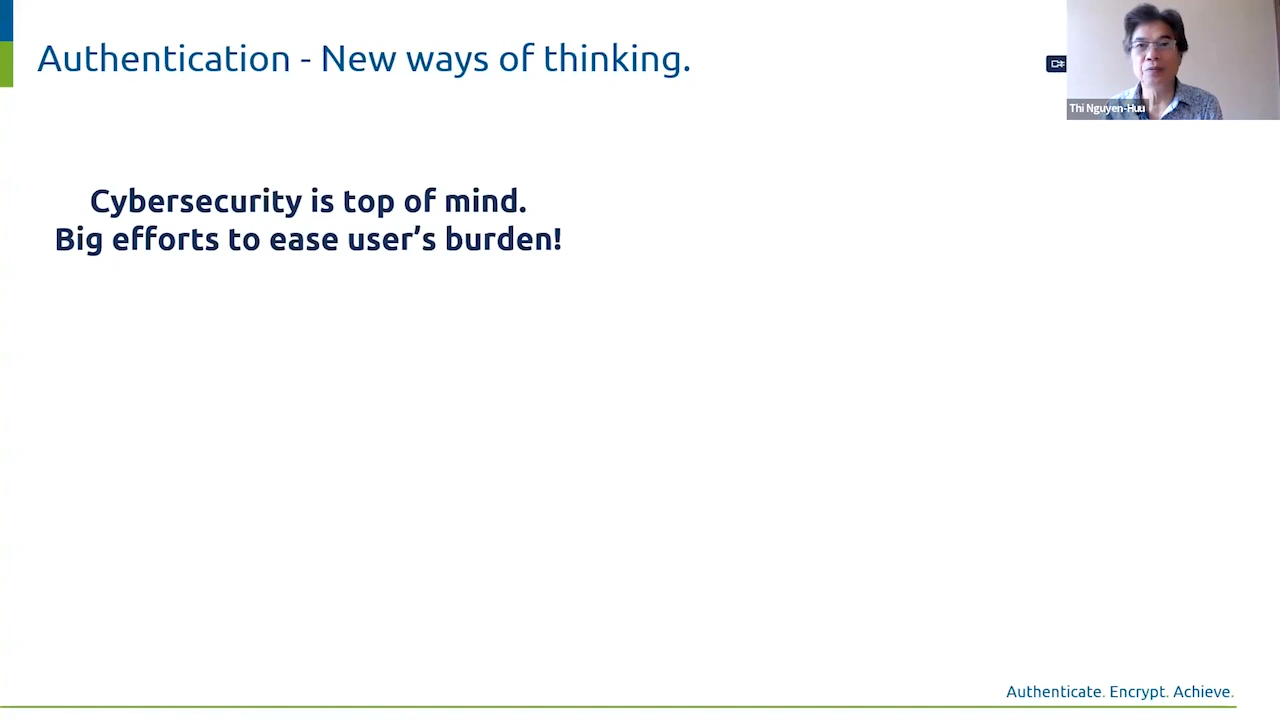 Authentication - New ways of thinking.
Thi Nguyen-Huu
Cybersecurity is top of mind.
Big efforts to ease user’s burden!
Authenticate. Encrypt. Achieve.